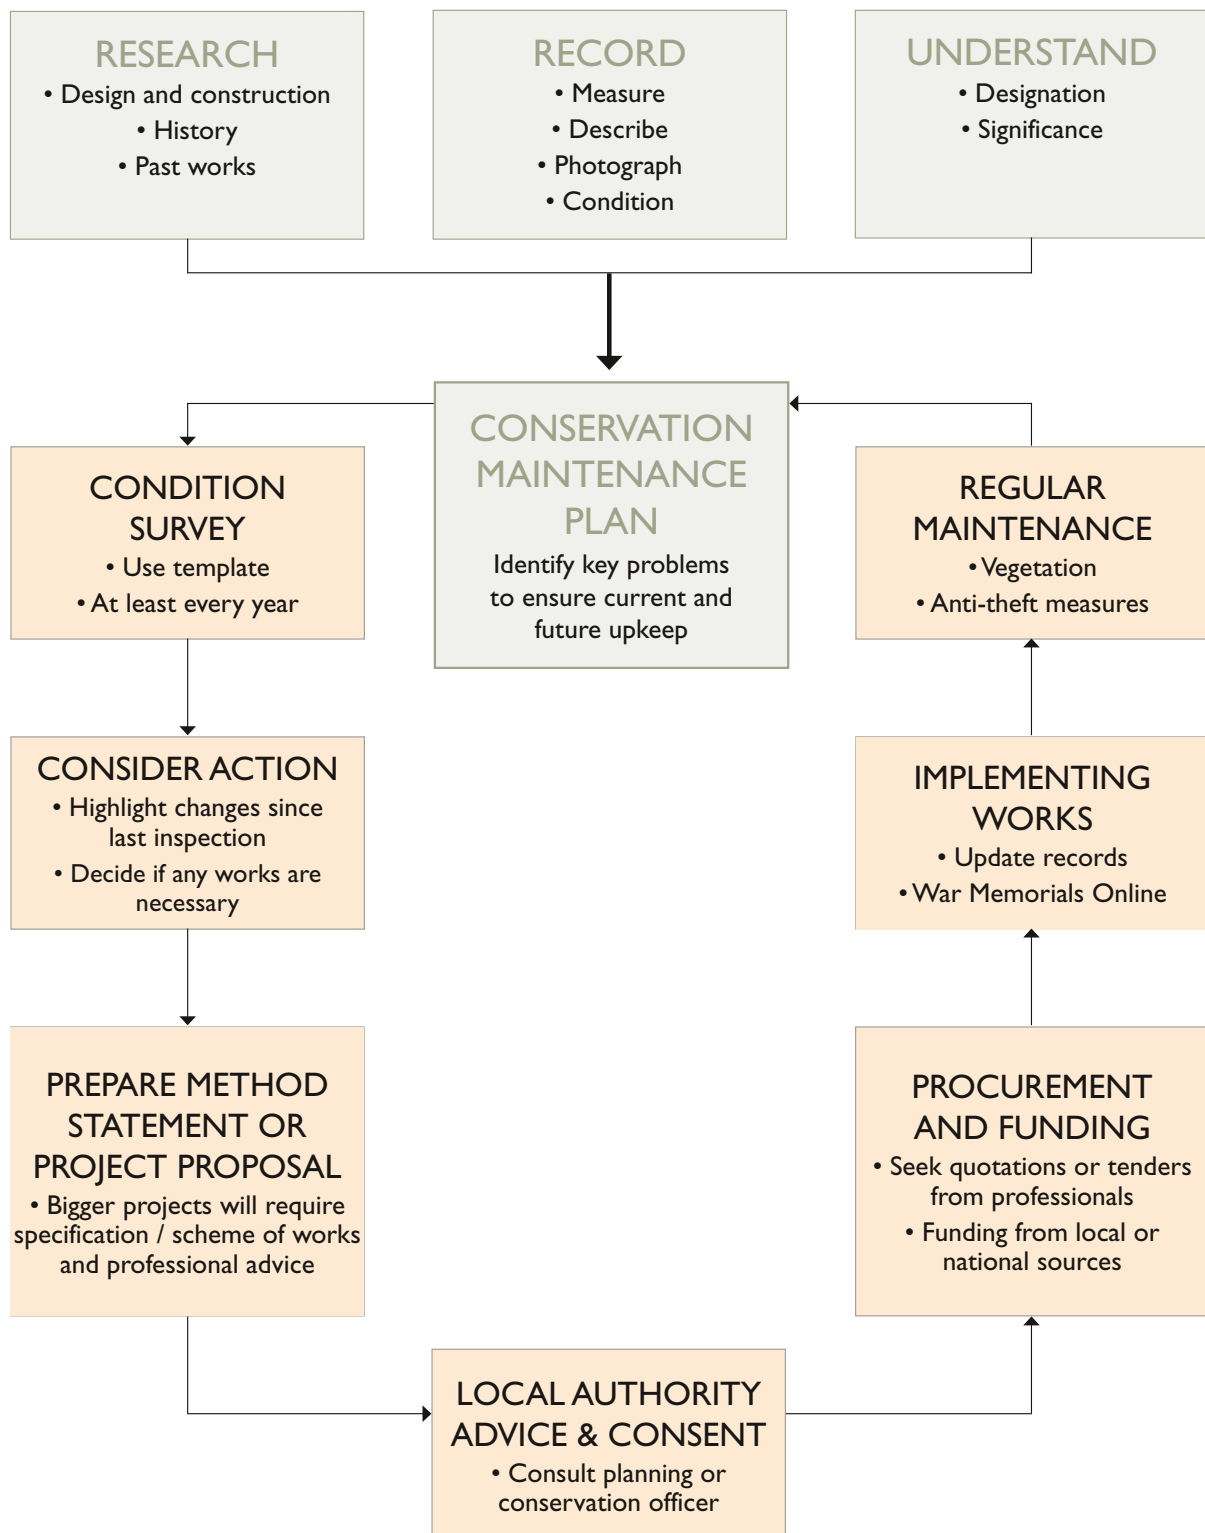 RESEARCH
• Design and construction
• History
• Past works
RECORD
• Measure
• Describe
• Photograph
• Condition
UNDERSTAND
• Designation
• Significance
CONSERVATION
MAINTENANCE
PLAN
Identify key problems
to ensure current and
future upkeep
CONDITION
SURVEY
• Use template
• At least every year
CONSIDER ACTION
• Highlight changes since
last inspection
• Decide if any works are
necessary
PREPARE METHOD
STATEMENT OR
PROJECT PROPOSAL
• Bigger projects will require
specification / scheme of works
and professional advice
LOCAL AUTHORITY
ADVICE & CONSENT
• Consult planning or
conservation officer
PROCUREMENT
AND FUNDING
• Seek quotations or tenders
from professionals
• Funding from local or
national sources
IMPLEMENTING
WORKS
• Update records
• War Memorials Online
REGULAR
MAINTENANCE
• Vegetation
• Anti-theft measures